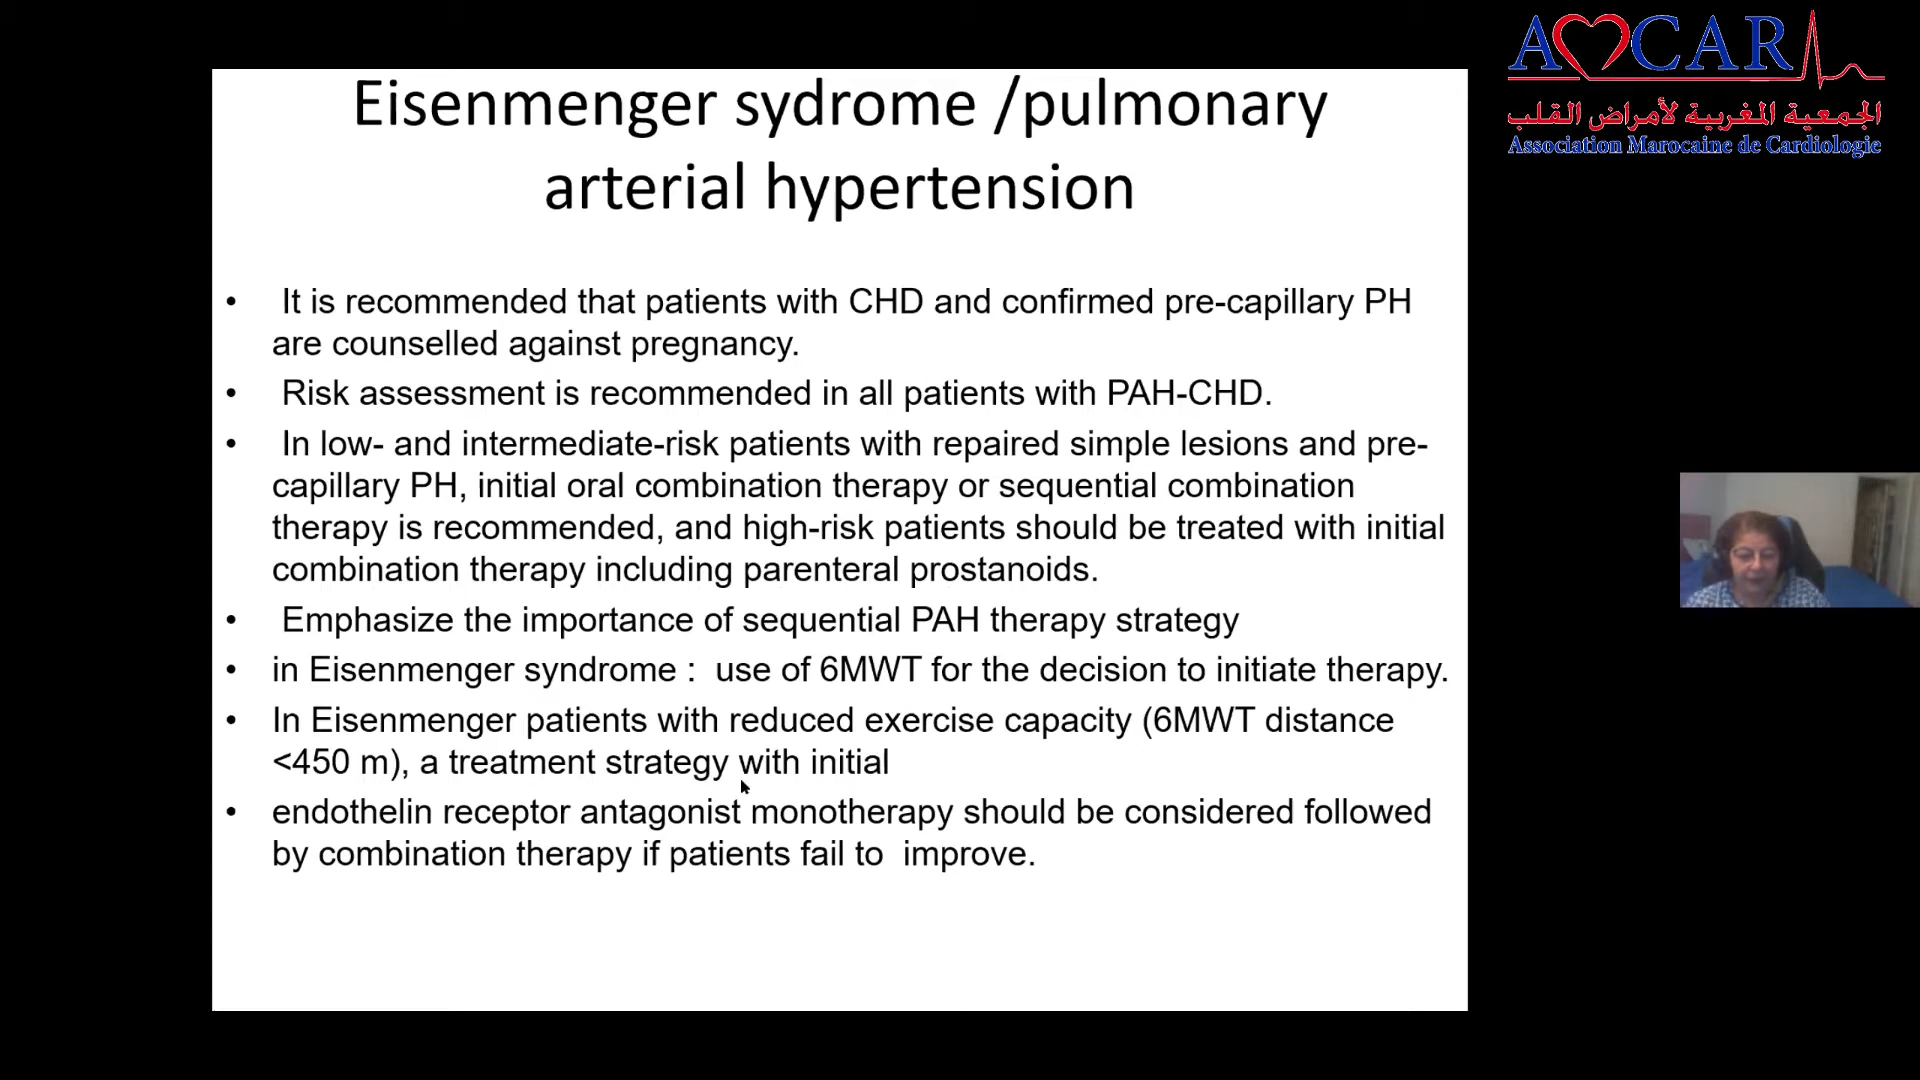 A CAR
الجمعية المغربية لأمراض القلب
Association Marocaine de Cardiologie
Eisenmenger sydrome /pulmonary
arterial hypertension
• It is recommended that patients with CHD and confirmed pre-capillary PH
are counselled against pregnancy.
• Risk assessment is recommended in all patients with PAH-CHD.
• In low- and intermediate-risk patients with repaired simple lesions and pre-
capillary PH, initial oral combination therapy or sequential combination
therapy is recommended, and high-risk patients should be treated with initial
combination therapy including parenteral prostanoids.
• Emphasize the importance of sequential PAH therapy strategy
• in Eisenmenger syndrome : use of 6MWT for the decision to initiate therapy.
• In Eisenmenger patients with reduced exercise capacity (6MWT distance
<450 m), a treatment strategy with initial
• endothelin receptor antagonist monotherapy should be considered followed
by combination therapy if patients fail to improve.